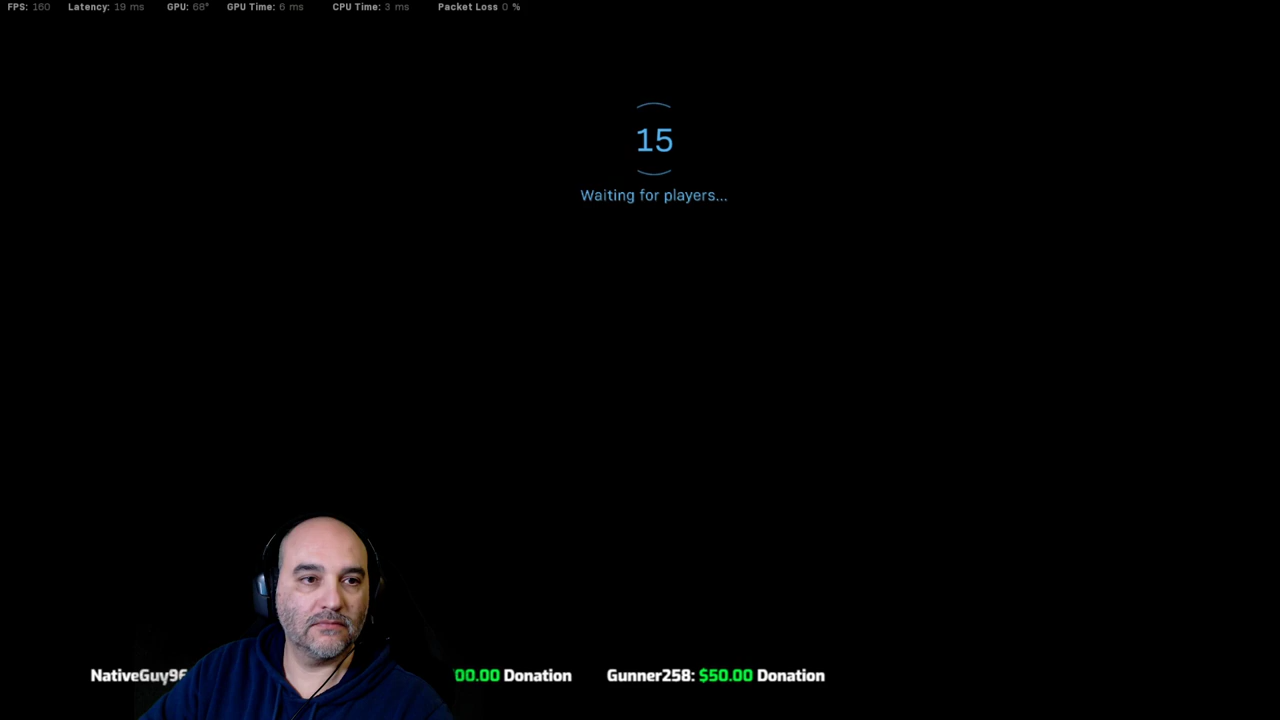 FPS: 160 Latency: 19 ms GPU: 68° GPU Time: 6 ms CPU Time: 3 ms Packet Loss 0 %
15
Waiting for players...
NativeGuy96 00.00 Donation Gunner258: $50.00 Donation